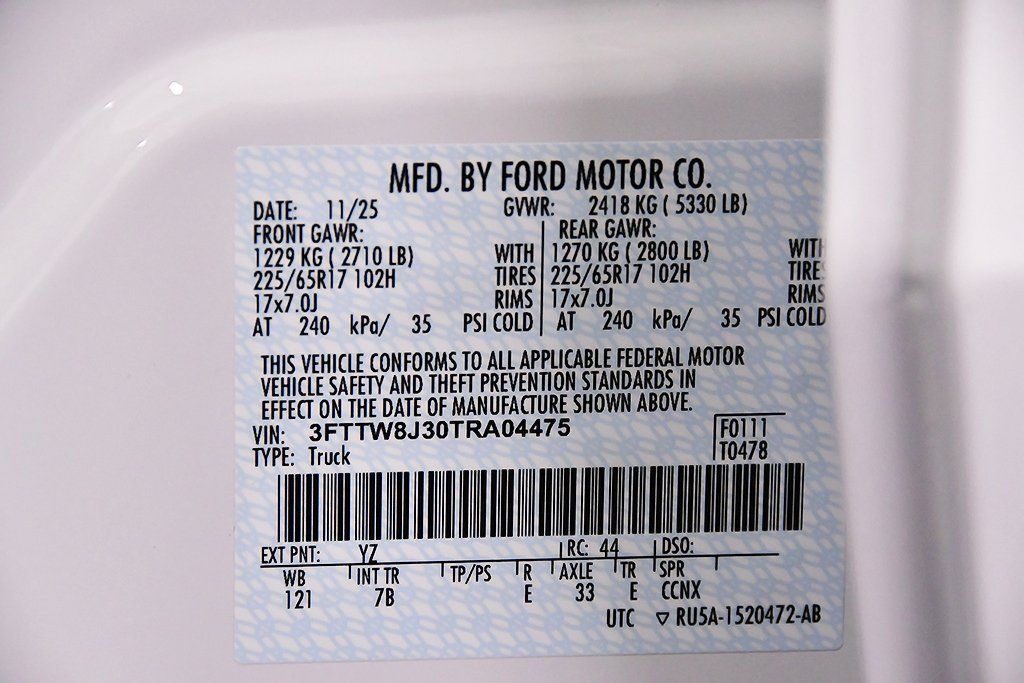 MFD. BY FORD MOTOR CO.
DATE: 11/25 GVWR: 2418 KG ( 5330 LB)
FRONT GAWR: REAR GAWR:
1229 KG ( 2710 LB) WITH 1270 KG ( 2800 LB) WITH
225/65R17 102H TIRES 225/65R17 102H TIRES
17x7.0J RIMS 17x7.0J RIMS
AT 240 kPa/ 35 PSI COLD AT 240 kPa/ 35 PSI COLD
THIS VEHICLE CONFORMS TO ALL APPLICABLE FEDERAL MOTOR
VEHICLE SAFETY AND THEFT PREVENTION STANDARDS IN
EFFECT ON THE DATE OF MANUFACTURE SHOWN ABOVE.
VIN: 3FTTW8J30TRA04475 F0111
TYPE: Truck T0478
EXT PNT: YZ RC: 44 DSO:
WB INT TR TP/PS R AXLE TR SPR
121 7B E 33 E CCNX
UTC ▽ RU5A-1520472-AB